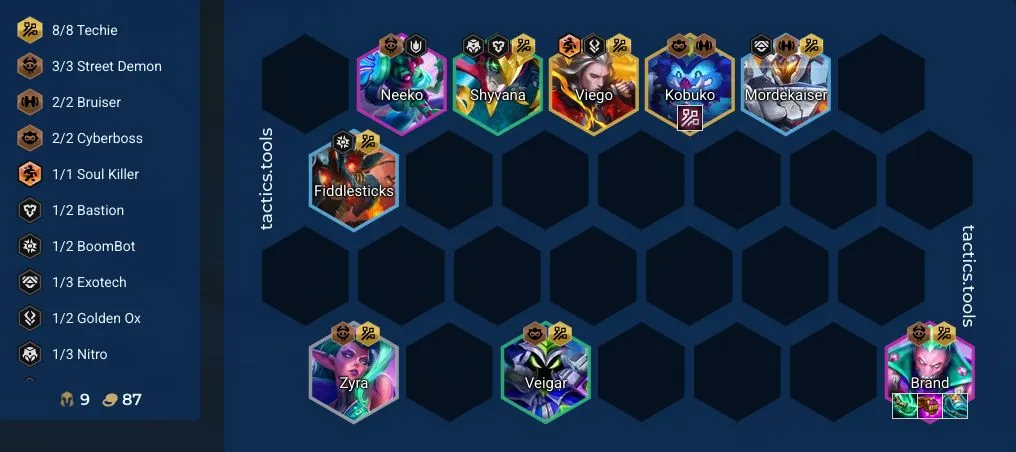 8/8 Techie
3/3 Street Demon
2/2 Bruiser
2/2 Cyberboss
1/1 Soul Killer
1/2 Bastion
1/2 BoomBot
1/3 Exotech
1/2 Golden Ox
1/3 Nitro
9 87
tactics.tools
Neeko Shyvana Viego Kobuko Mordekaiser
Fiddlesticks
tactics.tools
Zyra Veigar Brand